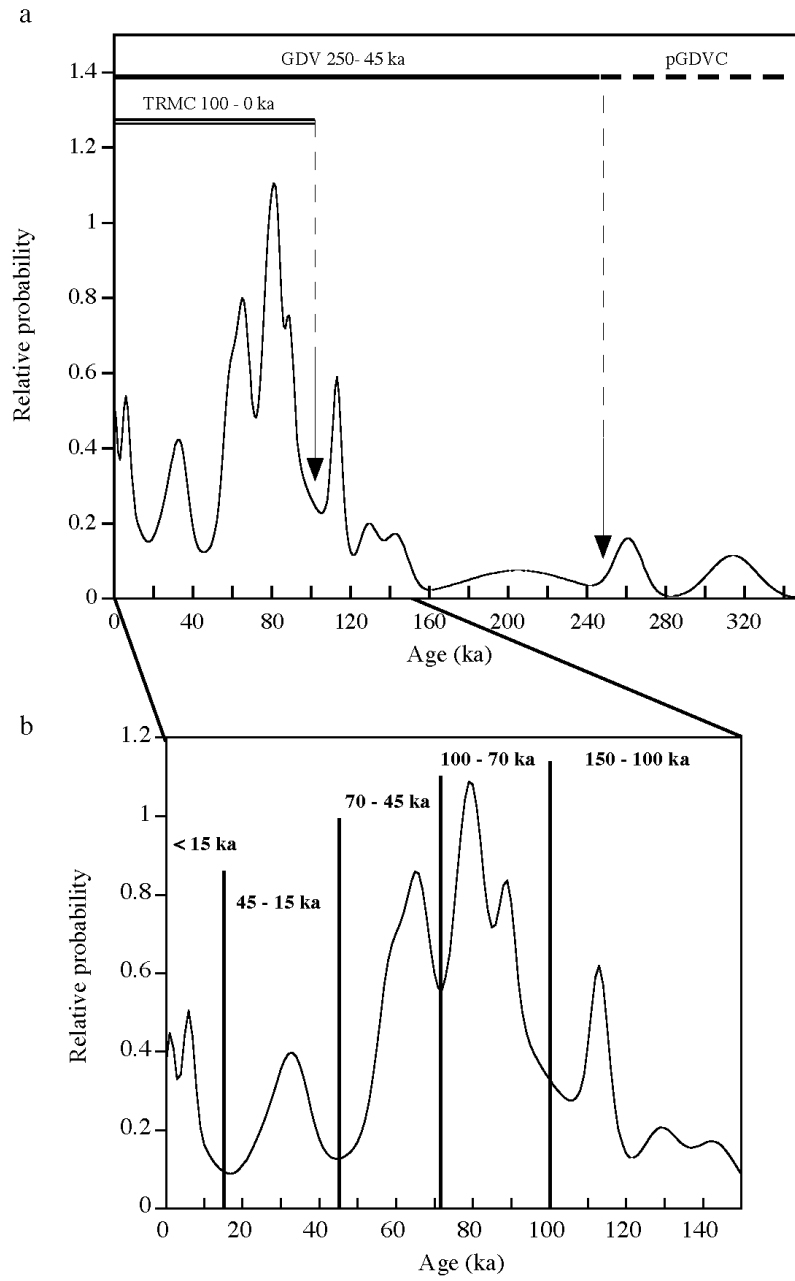 a
GDV 250- 45 ka
pGDVC
TRMC 100 - 0 ka
1.4
1.2
1
0.8
0.6
0.4
0.2
0
Relative probability
0 40 80 120 160 200 240 280 320
Age (ka)
b
1.2
1
0.8
0.6
0.4
0.2
0
Relative probability
< 15 ka
45 - 15 ka
70 - 45 ka
100 - 70 ka
150 - 100 ka
0 20 40 60 80 100 120 140
Age (ka)